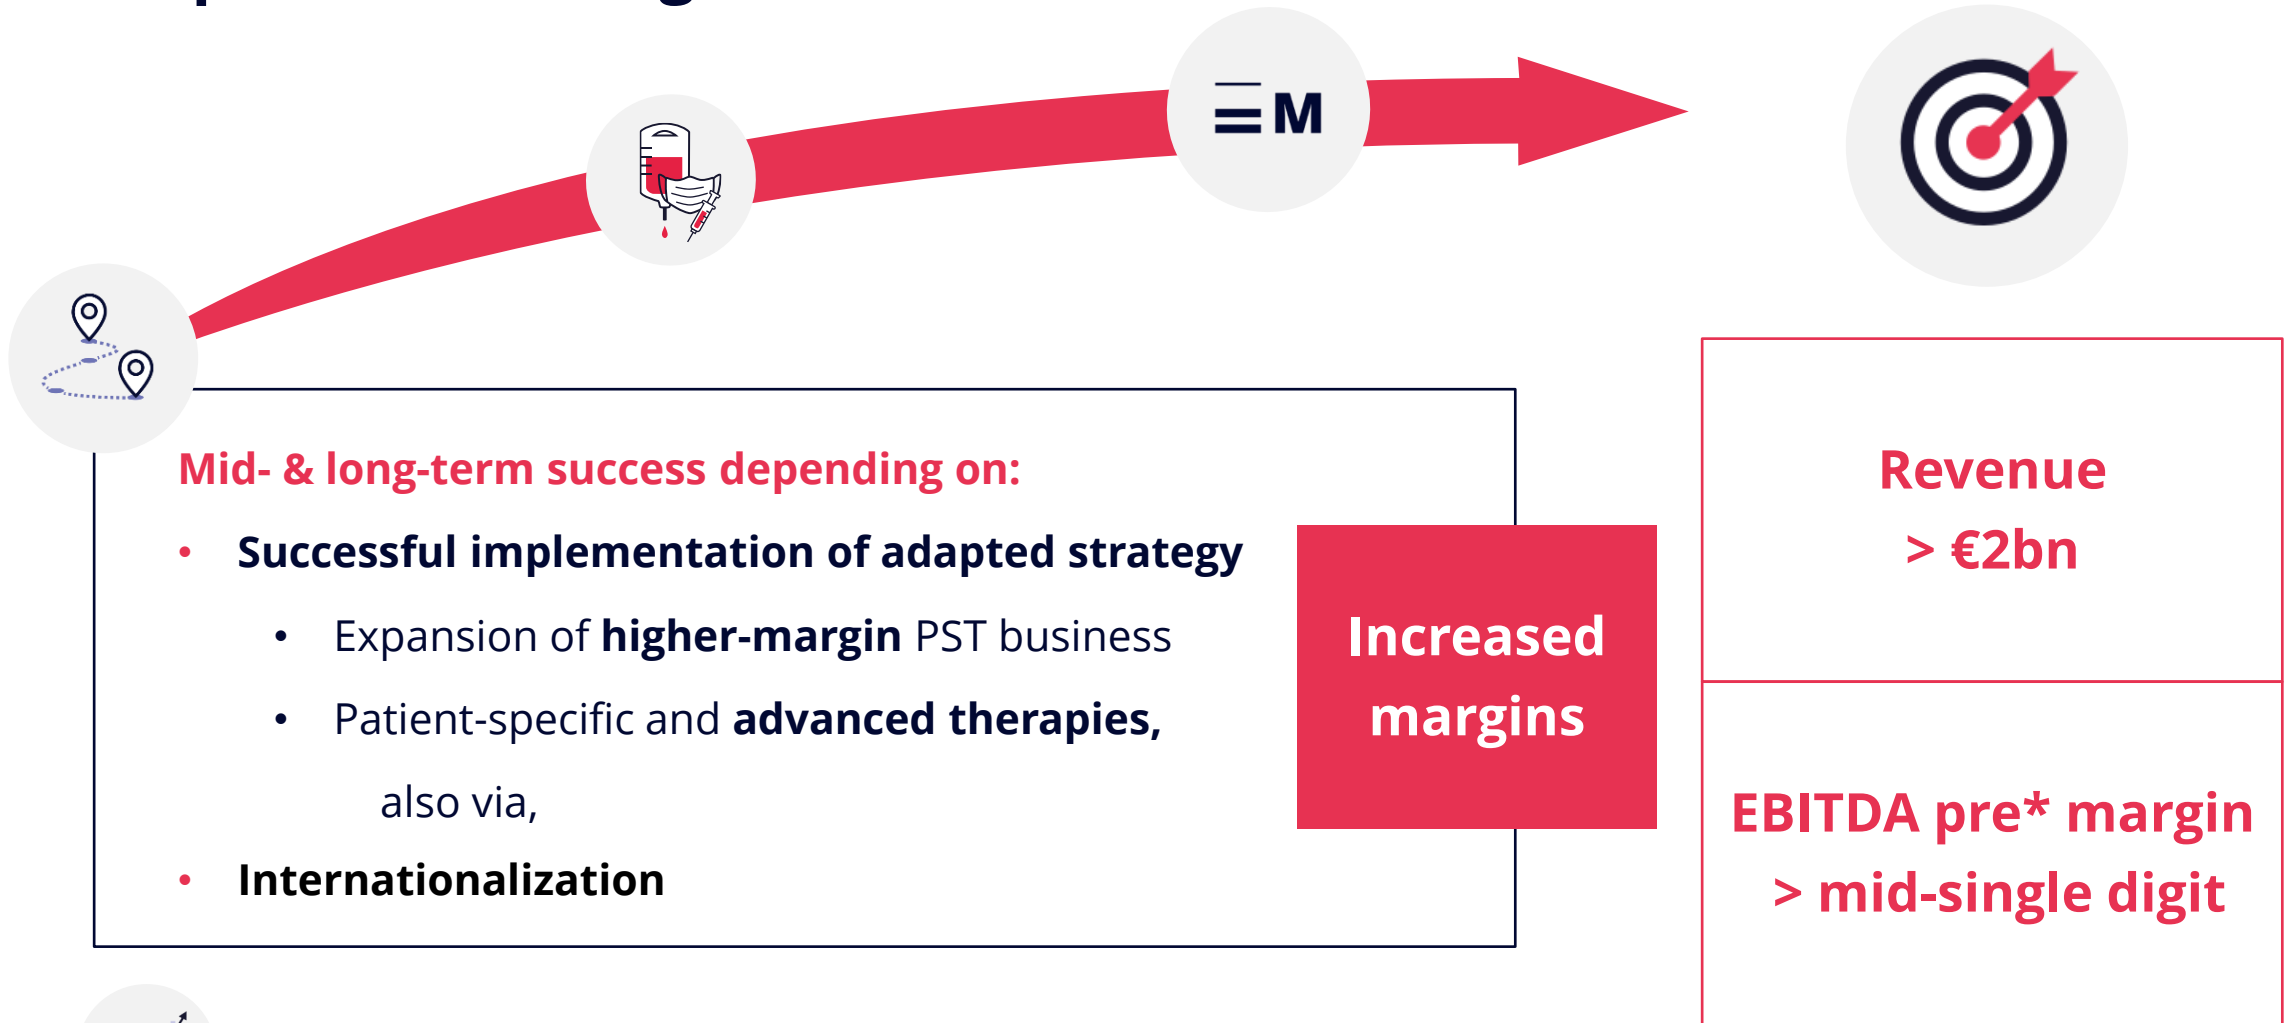 M
Mid- & long-term success depending on:
• Successful implementation of adapted strategy
• Expansion of higher-margin PST business
• Patient-specific and advanced therapies,
also via,
• Internationalization
Increased
margins
Revenue
> €2bn
EBITDA pre* margin
> mid-single digit